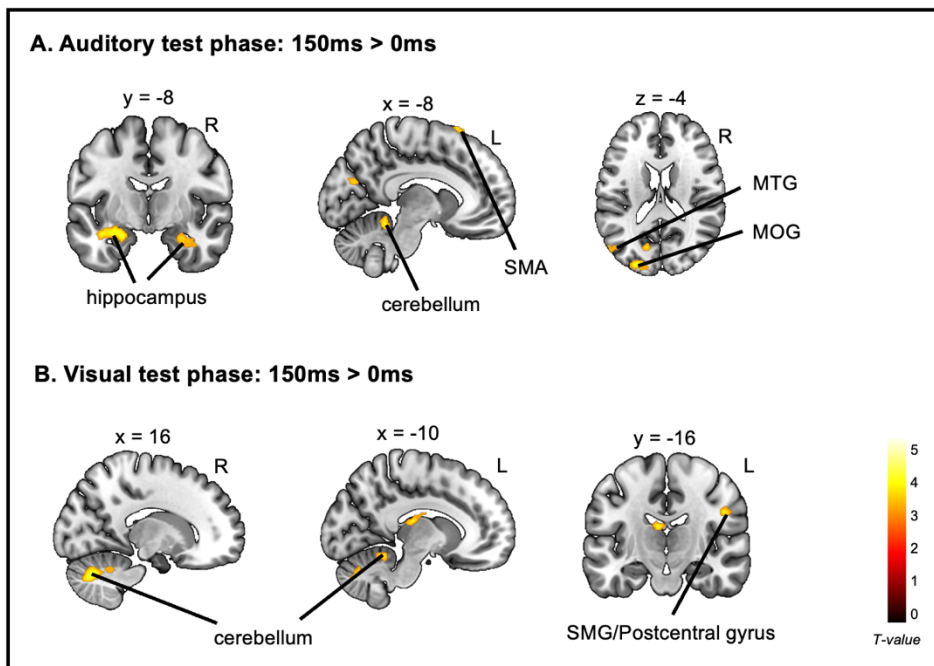 A. Auditory test phase: 150ms > 0ms
y = -8
R
hippocampus
x = -8
L
SMA
cerebellum
z = -4
R
MTG
MOG
B. Visual test phase: 150ms > 0ms
x = 16
R
x = -10
L
cerebellum
y = -16
L
SMG/Postcentral gyrus
5
4
3
2
1
0
T-value